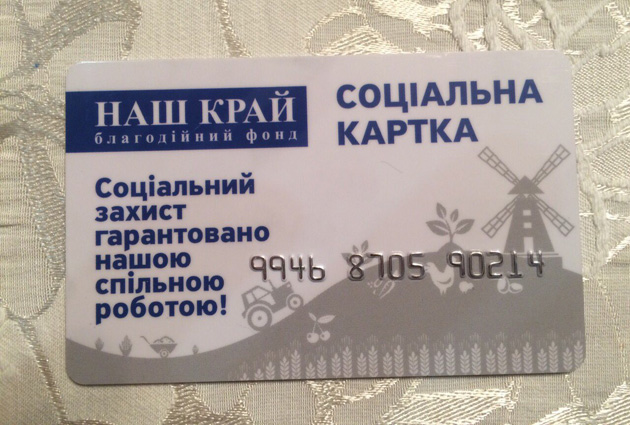 НАШ КРАЙ
благодійний фонд
СОЦІАЛЬНА
КАРТКА
Соціальний
захист
гарантовано
нашою
спільною
роботою!
9946 8705 90214